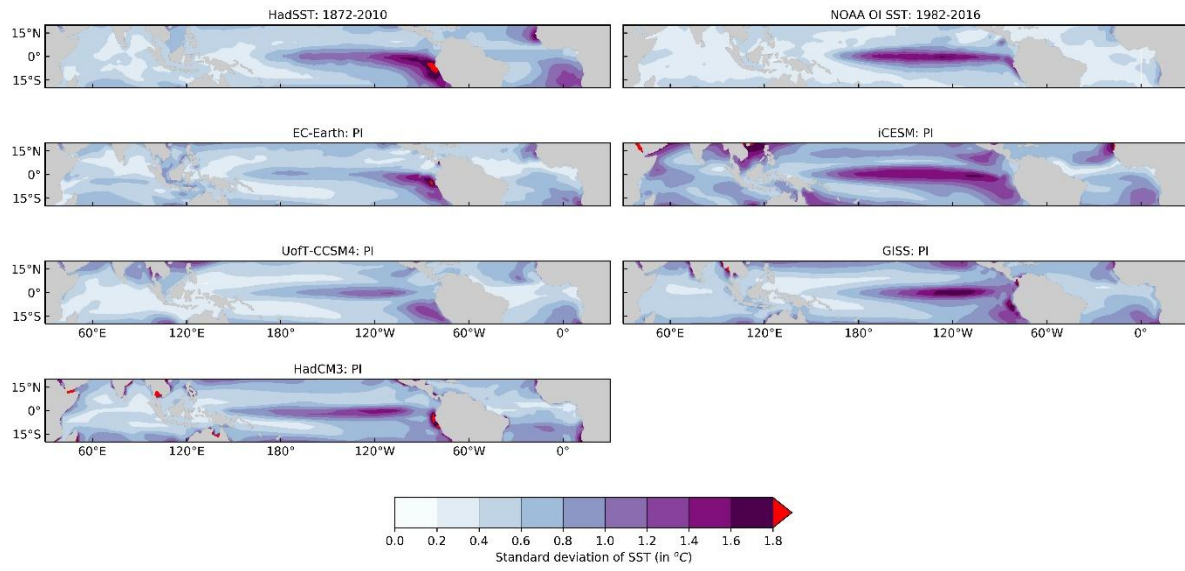 HadSST: 1872-2010
NOAA OI SST: 1982-2016
15°N
0°
15°S
EC-Earth: PI
iCESM: PI
15°N
0°
15°S
UofT-CCSM4: PI
GISS: PI
15°N
0°
15°S
60°E 120°E 180° 120°W 60°W 0°
60°E 120°E 180° 120°W 60°W 0°
HadCM3: PI
15°N
0°
15°S
60°E 120°E 180° 120°W 60°W 0°
0.0 0.2 0.4 0.6 0.8 1.0 1.2 1.4 1.6 1.8
Standard deviation of SST (in °C)